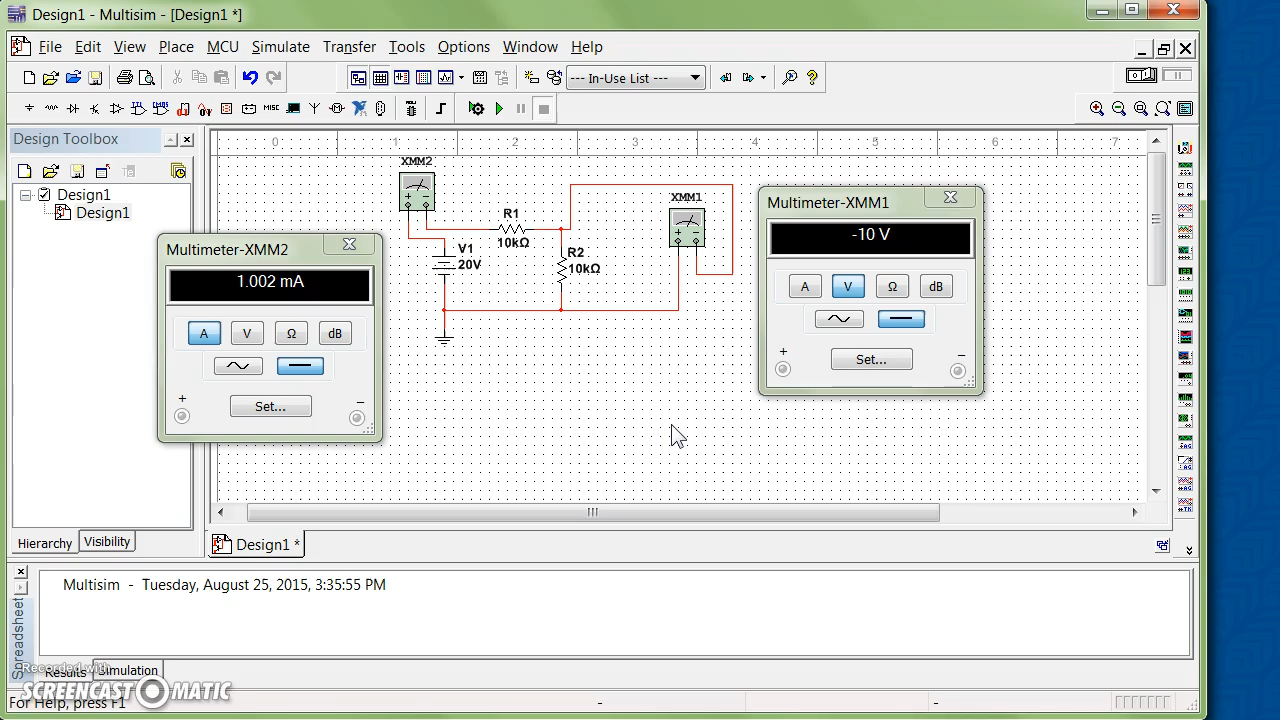 Design1 - Multisim - [Design1 *]
File Edit View Place MCU Simulate Transfer Tools Options Window Help
--- In-Use List ---
MISC
Design Toolbox
Design1
Design1
0 1 2 3 4 5 6 7
XMM2
XMM1
R1
10kΩ
V1
20V
R2
10kΩ
Multimeter-XMM2
1.002 mA
A V Ω dB
+ Set... −
Multimeter-XMM1
-10 V
A V Ω dB
+ Set... −
Hierarchy Visibility
Design1 *
Multisim - Tuesday, August 25, 2015, 3:35:55 PM
Spreadsheet
Results Simulation
Recorded with
SCREENCAST MATIC
For Help, press F1
- -